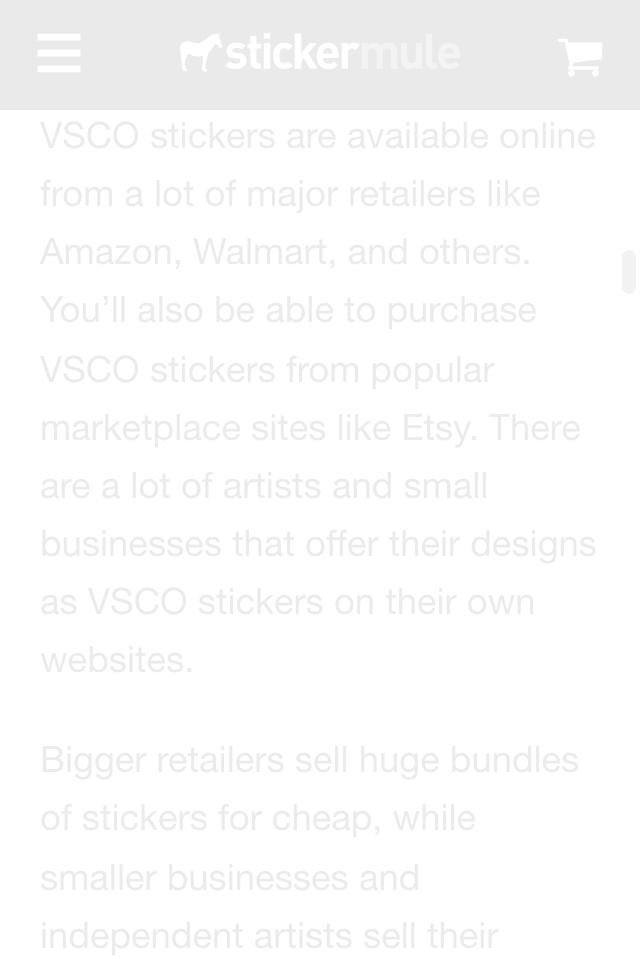 stickermule
VSCO stickers are available online
from a lot of major retailers like
Amazon, Walmart, and others.
You’ll also be able to purchase
VSCO stickers from popular
marketplace sites like Etsy. There
are a lot of artists and small
businesses that offer their designs
as VSCO stickers on their own
websites.
Bigger retailers sell huge bundles
of stickers for cheap, while
smaller businesses and
independent artists sell their